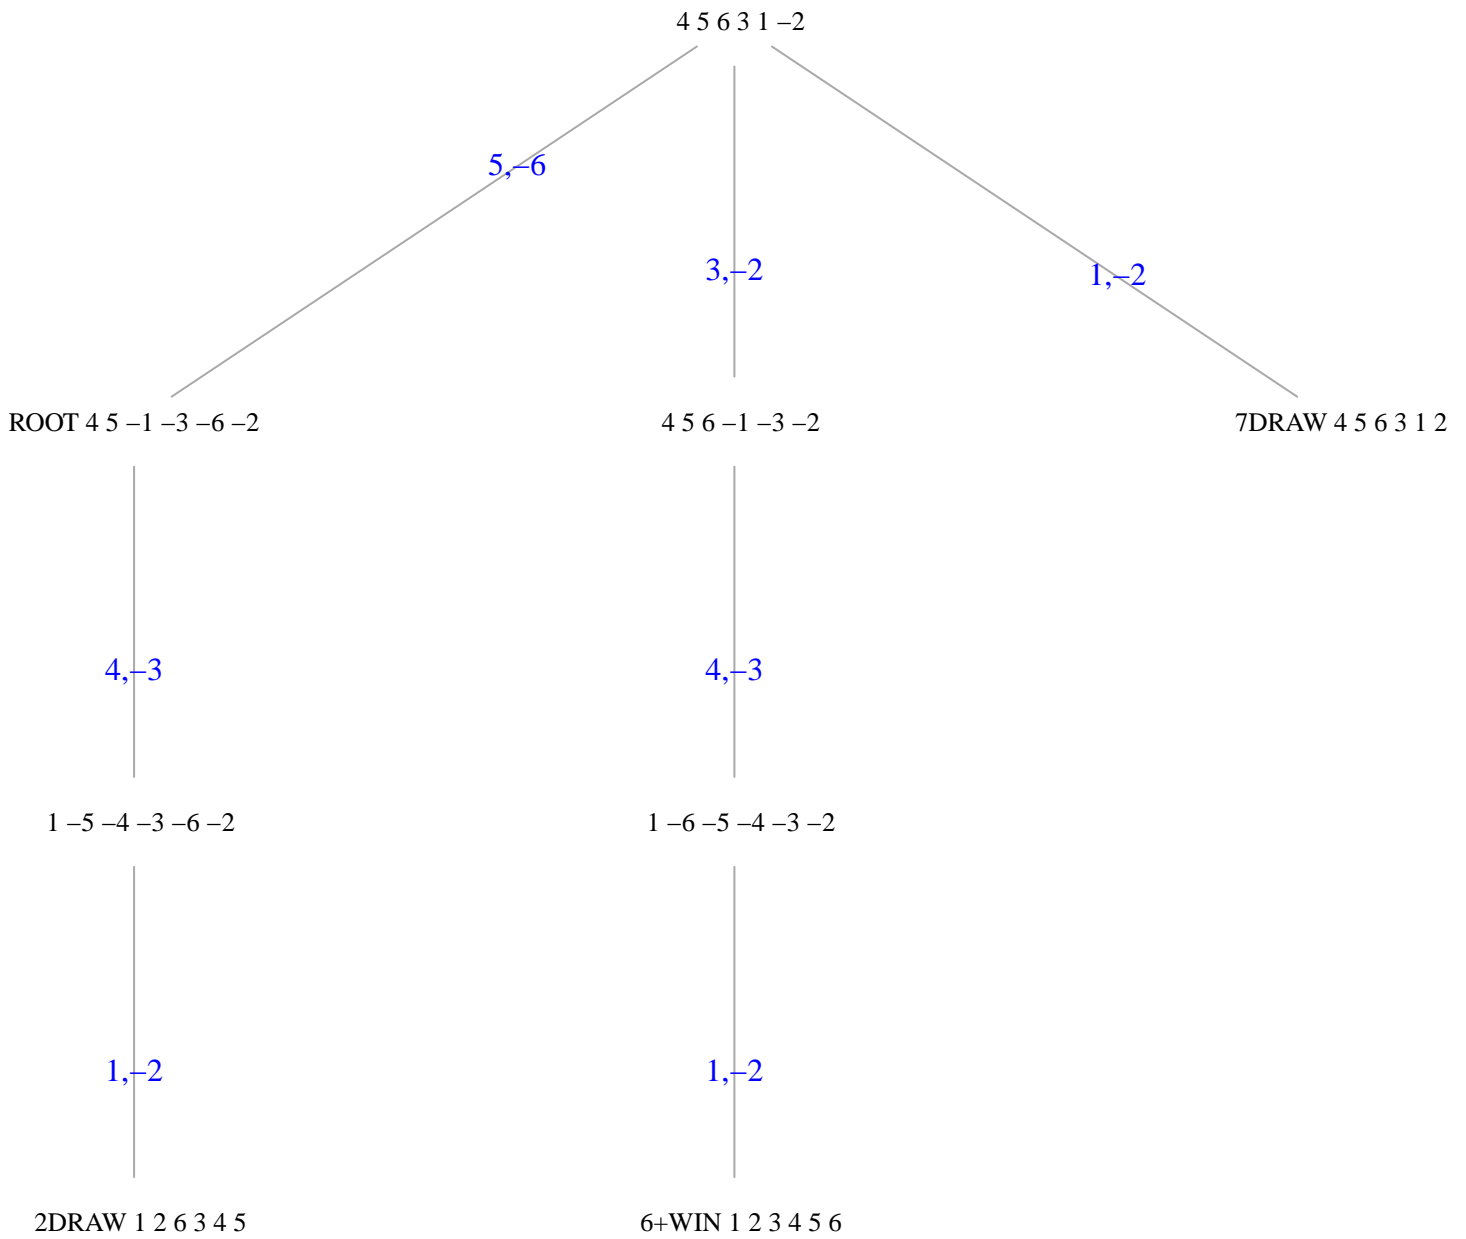 4 5 6 3 1 –2
5,–6
3,–2
1,–2
ROOT 4 5 –1 –3 –6 –2
4 5 6 –1 –3 –2
7DRAW 4 5 6 3 1 2
4,–3
4,–3
1 –5 –4 –3 –6 –2
1 –6 –5 –4 –3 –2
1,–2
1,–2
2DRAW 1 2 6 3 4 5
6+WIN 1 2 3 4 5 6